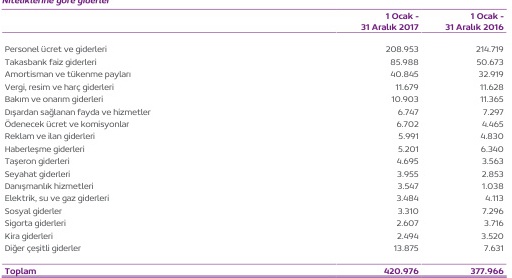 Niteliklerine göre giderler
1 Ocak - 1 Ocak -
31 Aralık 2017 31 Aralık 2016
Personel ücret ve giderleri 208.953 214.719
Takasbank faiz giderleri 85.988 50.673
Amortisman ve tükenme payları 40.845 32.919
Vergi, resim ve harç giderleri 11.679 11.628
Bakım ve onarım giderleri 10.903 11.365
Dışardan sağlanan fayda ve hizmetler 6.747 7.297
Ödenecek ücret ve komisyonlar 6.702 4.465
Reklam ve ilan giderleri 5.991 4.830
Haberleşme giderleri 5.201 6.340
Taşeron giderleri 4.695 3.563
Seyahat giderleri 3.955 2.853
Danışmanlık hizmetleri 3.547 1.038
Elektrik, su ve gaz giderleri 3.484 4.113
Sosyal giderler 3.310 7.296
Sigorta giderleri 2.607 3.716
Kira giderleri 2.494 3.520
Diğer çeşitli giderler 13.875 7.631
Toplam 420.976 377.966